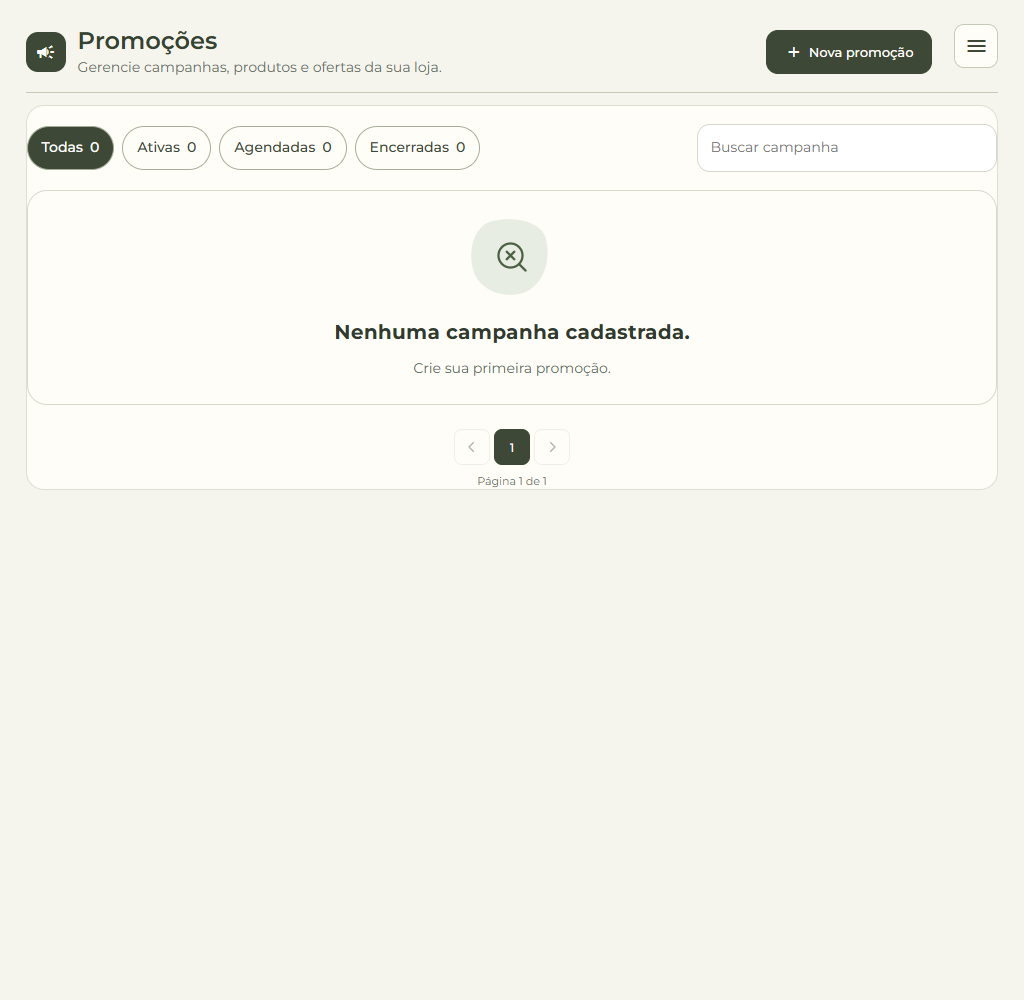 Promoções
Gerencie campanhas, produtos e ofertas da sua loja.
+ Nova promoção
Todas 0
Ativas 0
Agendadas 0
Encerradas 0
Buscar campanha
Nenhuma campanha cadastrada.
Crie sua primeira promoção.
1
Página 1 de 1